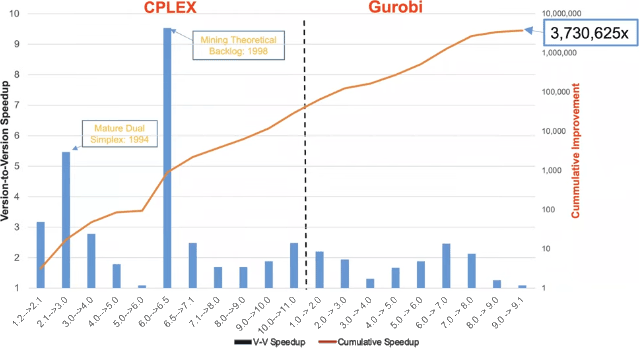 CPLEX
Gurobi
10
9
8
7
6
5
4
3
2
1
Version-to-Version Speedup
Mining Theoretical
Backlog: 1998
Mature Dual
Simplex: 1994
3,730,625x
10,000,000
1,000,000
100,000
10,000
1,000
100
10
1
Cummulative Improvement
1.2-->2.1
2.1-->3.0
3.0-->4.0
4.0-->5.0
5.0-->6.0
6.0-->6.5
6.5-->7.1
7.1-->8.0
8.0-->9.0
9.0-->10.0
10.0-->11.0
1.0 -> 2.0
2.0 -> 3.0
3.0 -> 4.0
4.0 -> 5.0
5.0 -> 6.0
6.0 -> 7.0
7.0 -> 8.0
8.0 -> 9.0
9.0 -> 9.1
V-V Speedup
Cumulative Speedup